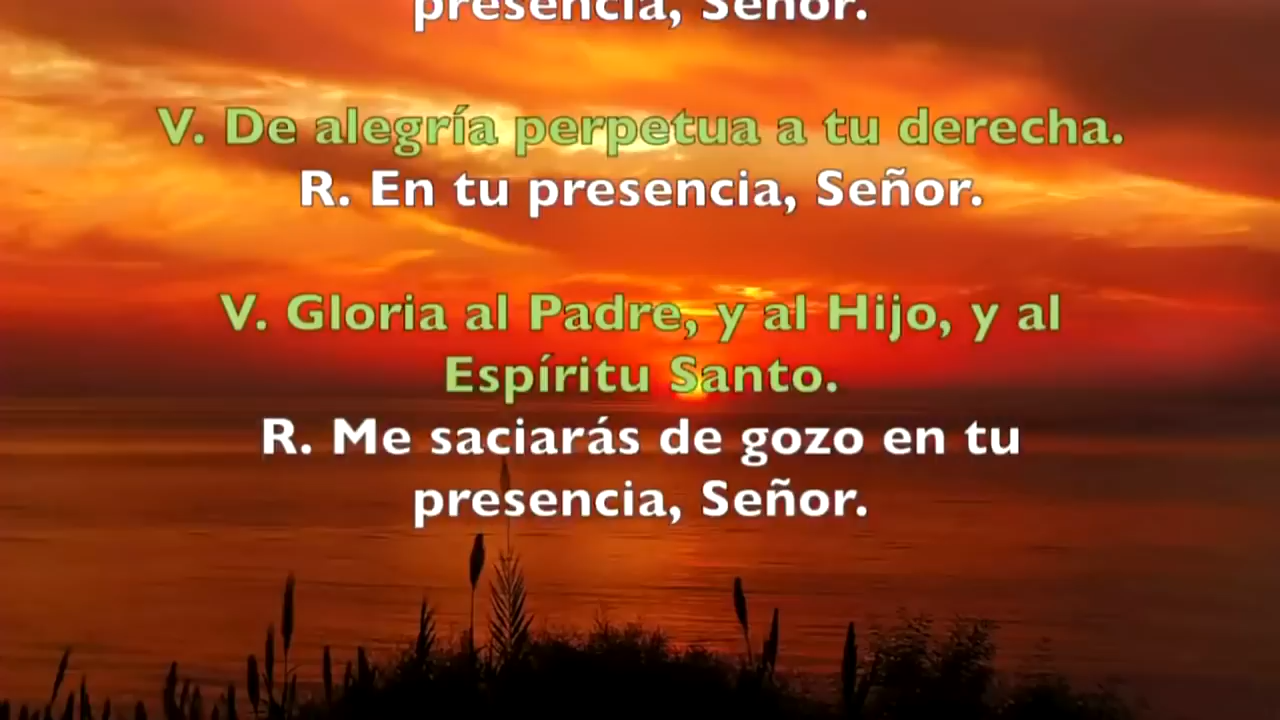 presencia, Señor.
V. De alegría perpetua a tu derecha.
R. En tu presencia, Señor.
V. Gloria al Padre, y al Hijo, y al
Espíritu Santo.
R. Me saciarás de gozo en tu
presencia, Señor.